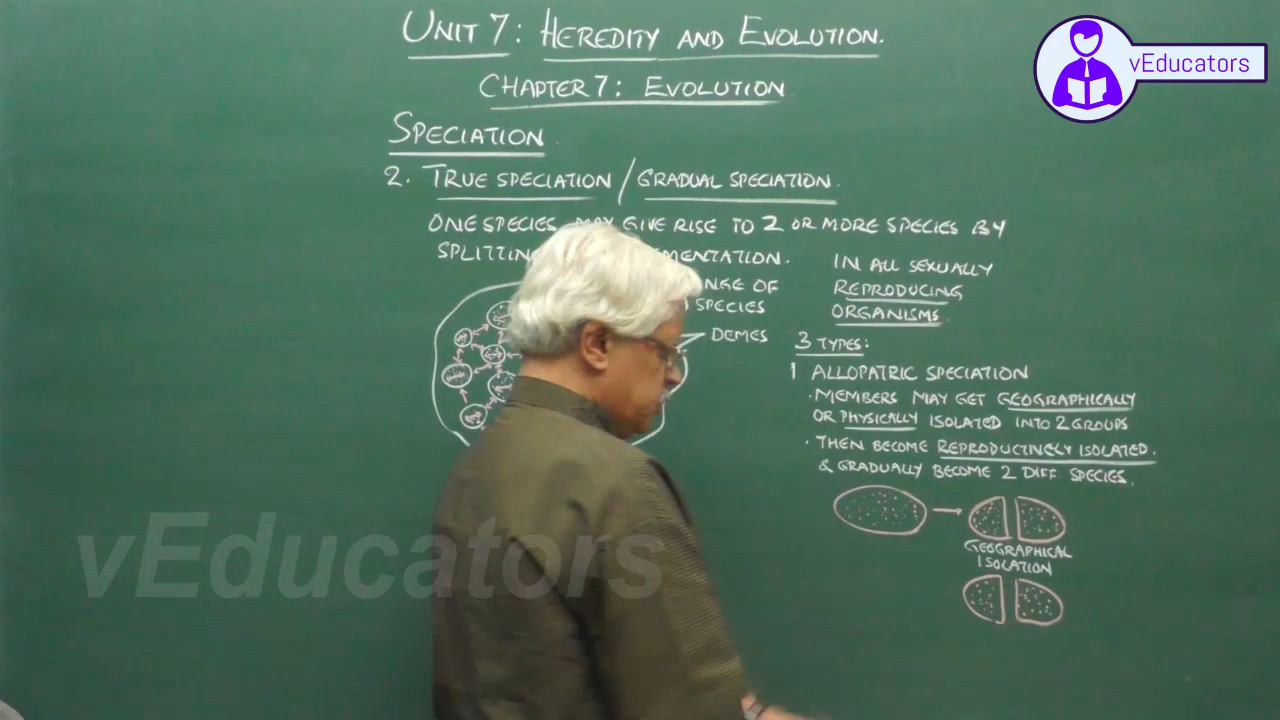 UNIT 7: HEREDITY AND EVOLUTION.
vEducators
CHAPTER 7: EVOLUTION
SPECIATION
2. TRUE SPECIATION / GRADUAL SPECIATION.
ONE SPECIES MAY GIVE RISE TO 2 OR MORE SPECIES BY
SPLITTING
SPECIES
DEMES
IN ALL SEXUALLY
REPRODUCING
ORGANISMS
3 TYPES:
1 ALLOPATRIC SPECIATION
· MEMBERS MAY GET GEOGRAPHICALLY
OR PHYSICALLY ISOLATED INTO 2 GROUPS
· THEN BECOME REPRODUCTIVELY ISOLATED.
& GRADUALLY BECOME 2 DIFF SPECIES.
GEOGRAPHICAL
ISOLATION
vEducators